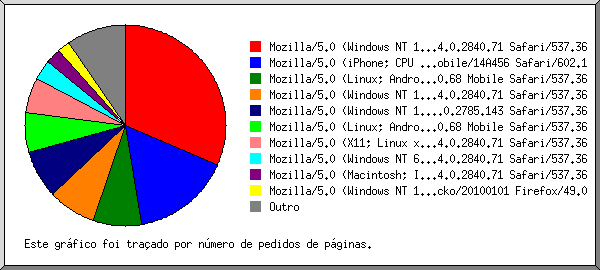 Mozilla/5.0 (Windows NT 1...4.0.2840.71 Safari/537.36
Mozilla/5.0 (iPhone; CPU ...obile/14A456 Safari/602.1
Mozilla/5.0 (Linux; Andro...0.68 Mobile Safari/537.36
Mozilla/5.0 (Windows NT 1...4.0.2840.71 Safari/537.36
Mozilla/5.0 (Windows NT 1....0.2785.143 Safari/537.36
Mozilla/5.0 (Linux; Andro...0.68 Mobile Safari/537.36
Mozilla/5.0 (X11; Linux x...4.0.2840.71 Safari/537.36
Mozilla/5.0 (Windows NT 6...4.0.2840.71 Safari/537.36
Mozilla/5.0 (Macintosh; I...4.0.2840.71 Safari/537.36
Mozilla/5.0 (Windows NT 1...cko/20100101 Firefox/49.0
Outro
Este gráfico foi traçado por número de pedidos de páginas.